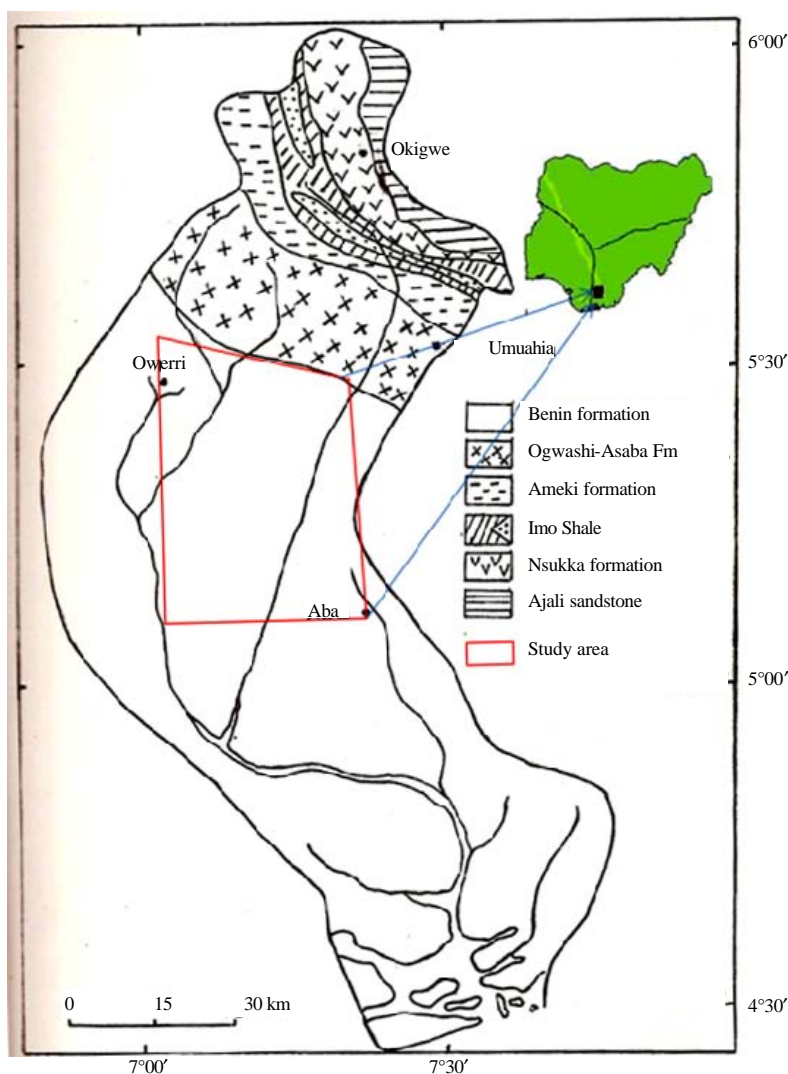 6°00′
Okigwe
Umuahia
5°30′
Owerri
Benin formation
Ogwashi-Asaba Fm
Ameki formation
Imo Shale
Nsukka formation
Ajali sandstone
Study area
Aba
5°00′
0 15 30 km
4°30′
7°00′ 7°30′